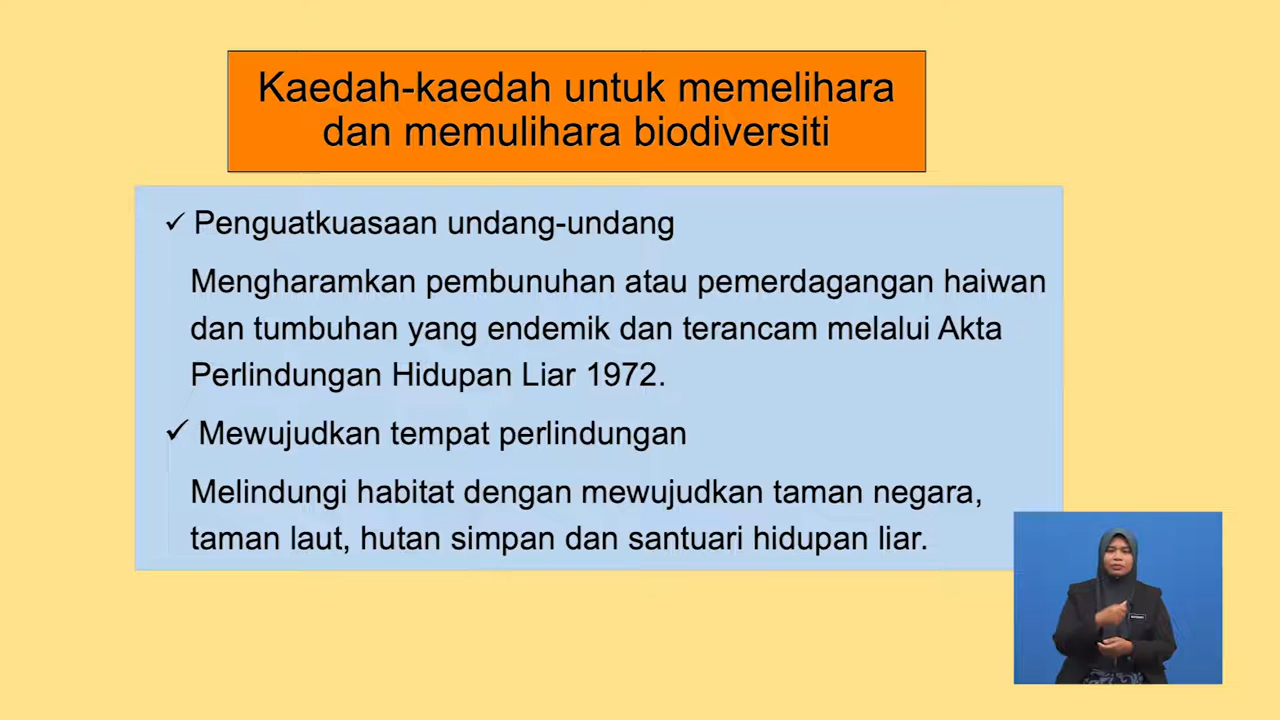 Kaedah-kaedah untuk memelihara
dan memulihara biodiversiti
✓ Penguatkuasaan undang-undang
Mengharamkan pembunuhan atau pemerdagangan haiwan
dan tumbuhan yang endemik dan terancam melalui Akta
Perlindungan Hidupan Liar 1972.
✓ Mewujudkan tempat perlindungan
Melindungi habitat dengan mewujudkan taman negara,
taman laut, hutan simpan dan santuari hidupan liar.